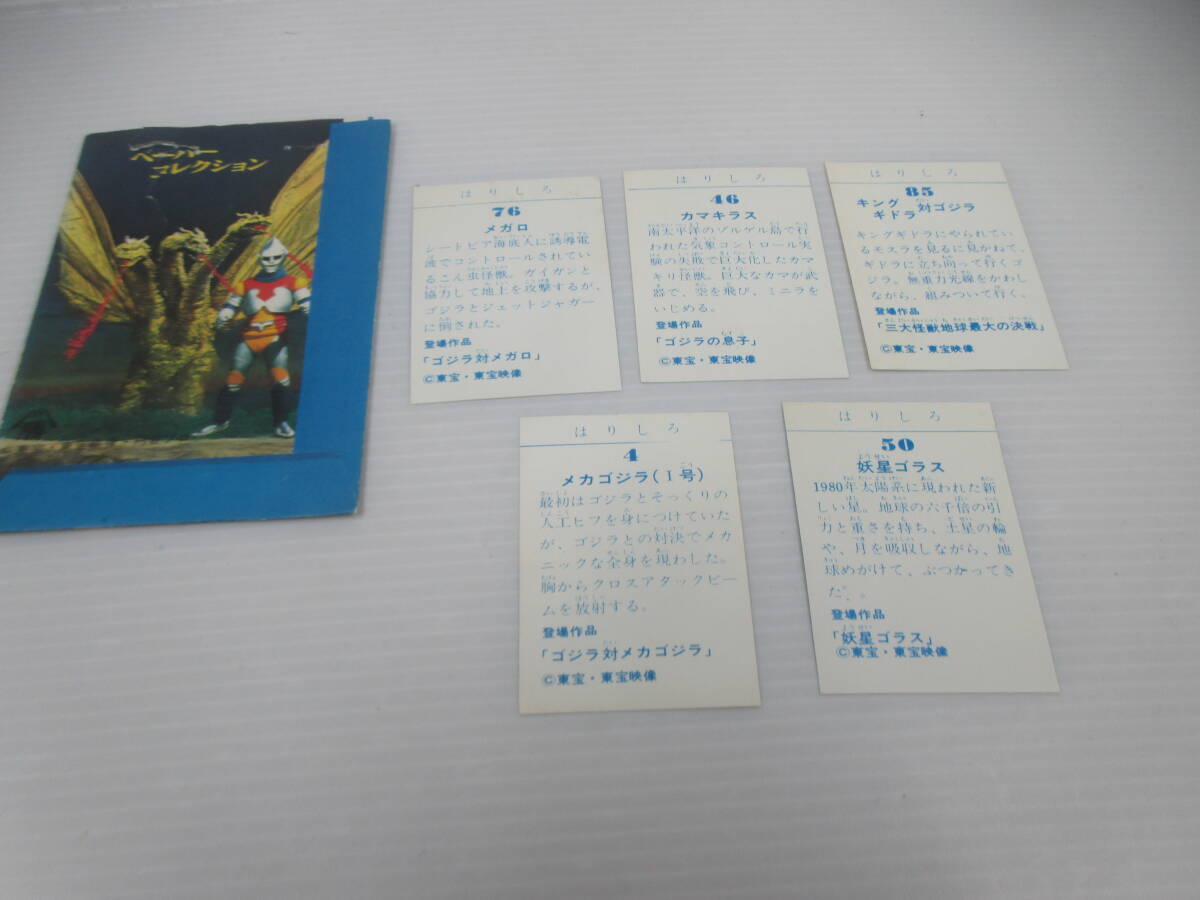 ペーパー
コレクション
はりしろ
76
メガロ
シートピア海底人に誘導電
波でコントロールされてい
るこん虫怪獣。ガイガンと
協力して地上を攻撃するが、
ゴジラとジェットジャガー
に倒された。
登場作品
「ゴジラ対メガロ」
©東宝・東宝映像
はりしろ
46
カマキラス
南太平洋のゾルゲル島で行
われた気象コントロール実
験の失敗で巨大化したカマ
キリ怪獣。巨大なカマが武
器で、空を飛び、ミニラを
いじめる。
登場作品
「ゴジラの息子」
©東宝・東宝映像
はりしろ
85
キング
ギドラ対ゴジラ
キングギドラにやられてい
るモスラを見るに見かねて、
ギドラに立ち向って行くゴ
ジラ。無重力光線をかわし
ながら、組みついて行く。
登場作品
「三大怪獣地球最大の決戦」
©東宝・東宝映像
はりしろ
4
メカゴジラ(Ⅰ号)
最初はゴジラとそっくりの
人工ヒフを身につけていた
が、ゴジラとの対決でメカ
ニックな全身を現わした。
胸からクロスアタックビー
ムを放射する。
登場作品
「ゴジラ対メカゴジラ」
©東宝・東宝映像
はりしろ
50
妖星ゴラス
1980年太陽系に現われた新
しい星。地球の六千倍の引
力と重さを持ち、土星の輪
や、月を吸収しながら、地
球めがけて、ぶつかってき
た。
登場作品
「妖星ゴラス」
©東宝・東宝映像